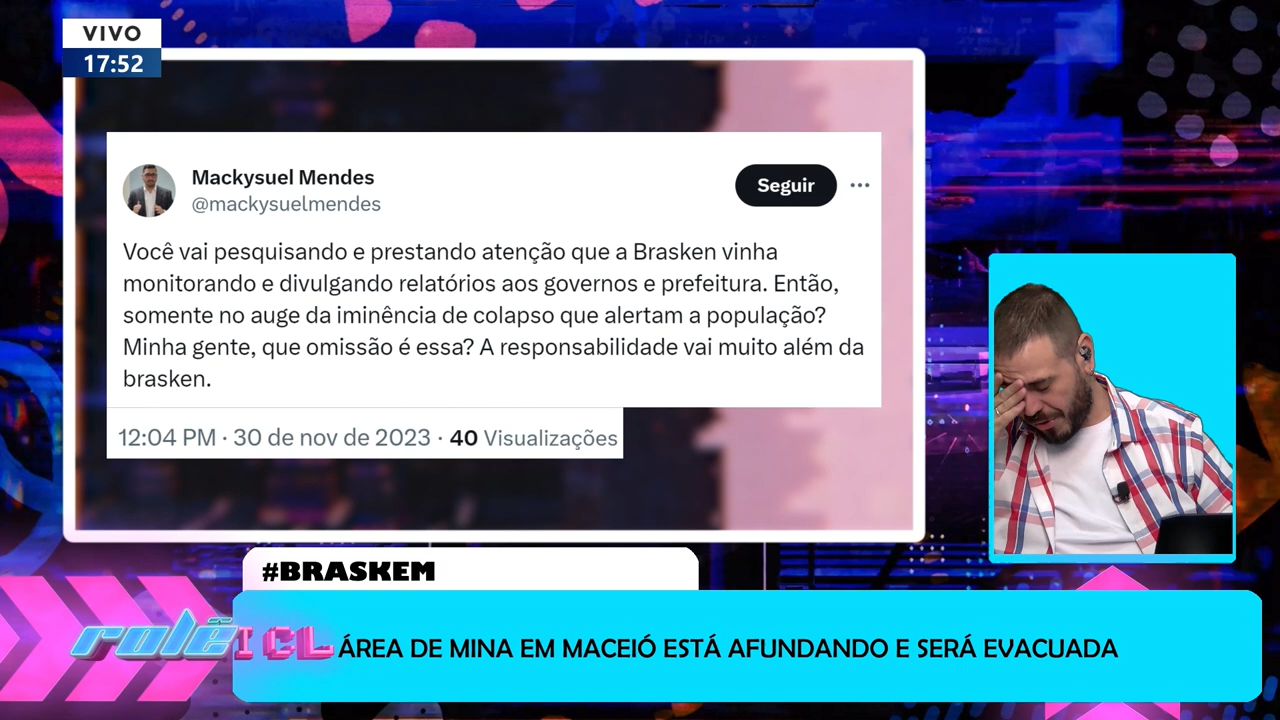 VIVO
17:52
Mackysuel Mendes
@mackysuelmendes
Seguir
Você vai pesquisando e prestando atenção que a Brasken vinha
monitorando e divulgando relatórios aos governos e prefeitura. Então,
somente no auge da iminência de colapso que alertam a população?
Minha gente, que omissão é essa? A responsabilidade vai muito além da
brasken.
12:04 PM · 30 de nov de 2023 · 40 Visualizações
#BRASKEM
rolê ICL
ÁREA DE MINA EM MACEIÓ ESTÁ AFUNDANDO E SERÁ EVACUADA